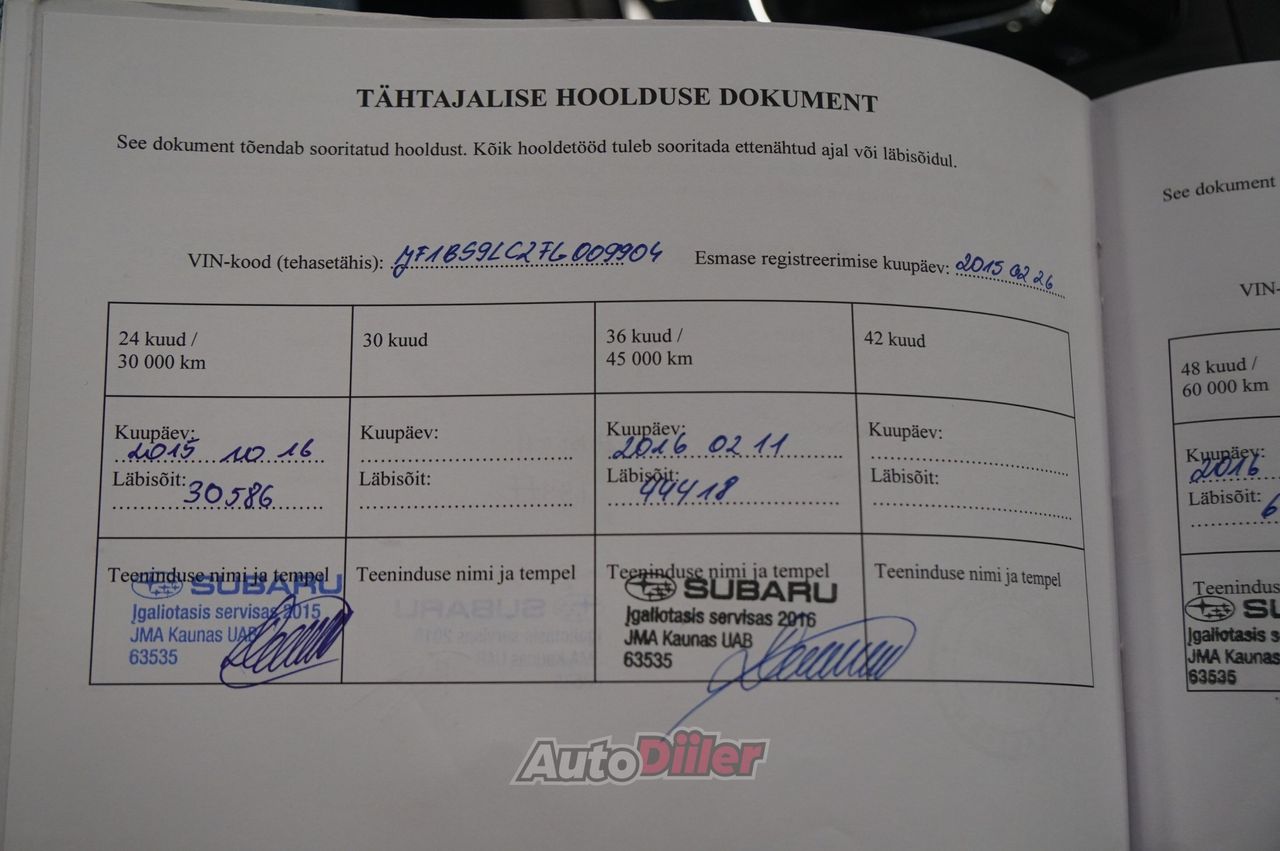 TÄHTAJALISE HOOLDUSE DOKUMENT
See dokument tõendab sooritatud hooldust. Kõik hooldetööd tuleb sooritada ettenähtud ajal või läbisõidul.
VIN-kood (tehasetähis): JF1BS9LC2FG009904 Esmase registreerimise kuupäev: 2015 02 26
24 kuud / 30 000 km
30 kuud
36 kuud / 45 000 km
42 kuud
Kuupäev: 2015 10 16
Läbisõit: 30586
Kuupäev:
Läbisõit:
Kuupäev: 2016 02 11
Läbisõit: 44418
Kuupäev:
Läbisõit:
Teeninduse nimi ja tempel
SUBARU
Įgaliotasis servisas 2015
JMA Kaunas UAB
63535
Teeninduse nimi ja tempel
Teeninduse nimi ja tempel
SUBARU
Įgaliotasis servisas 2016
JMA Kaunas UAB
63535
Teeninduse nimi ja tempel
See dokument
VIN-
48 kuud /
60 000 km
Kuupäev:
2016
Läbisõit:
6
Teenindus
SU
Įgaliotasis s
JMA Kaunas
63535
AutoDiiler